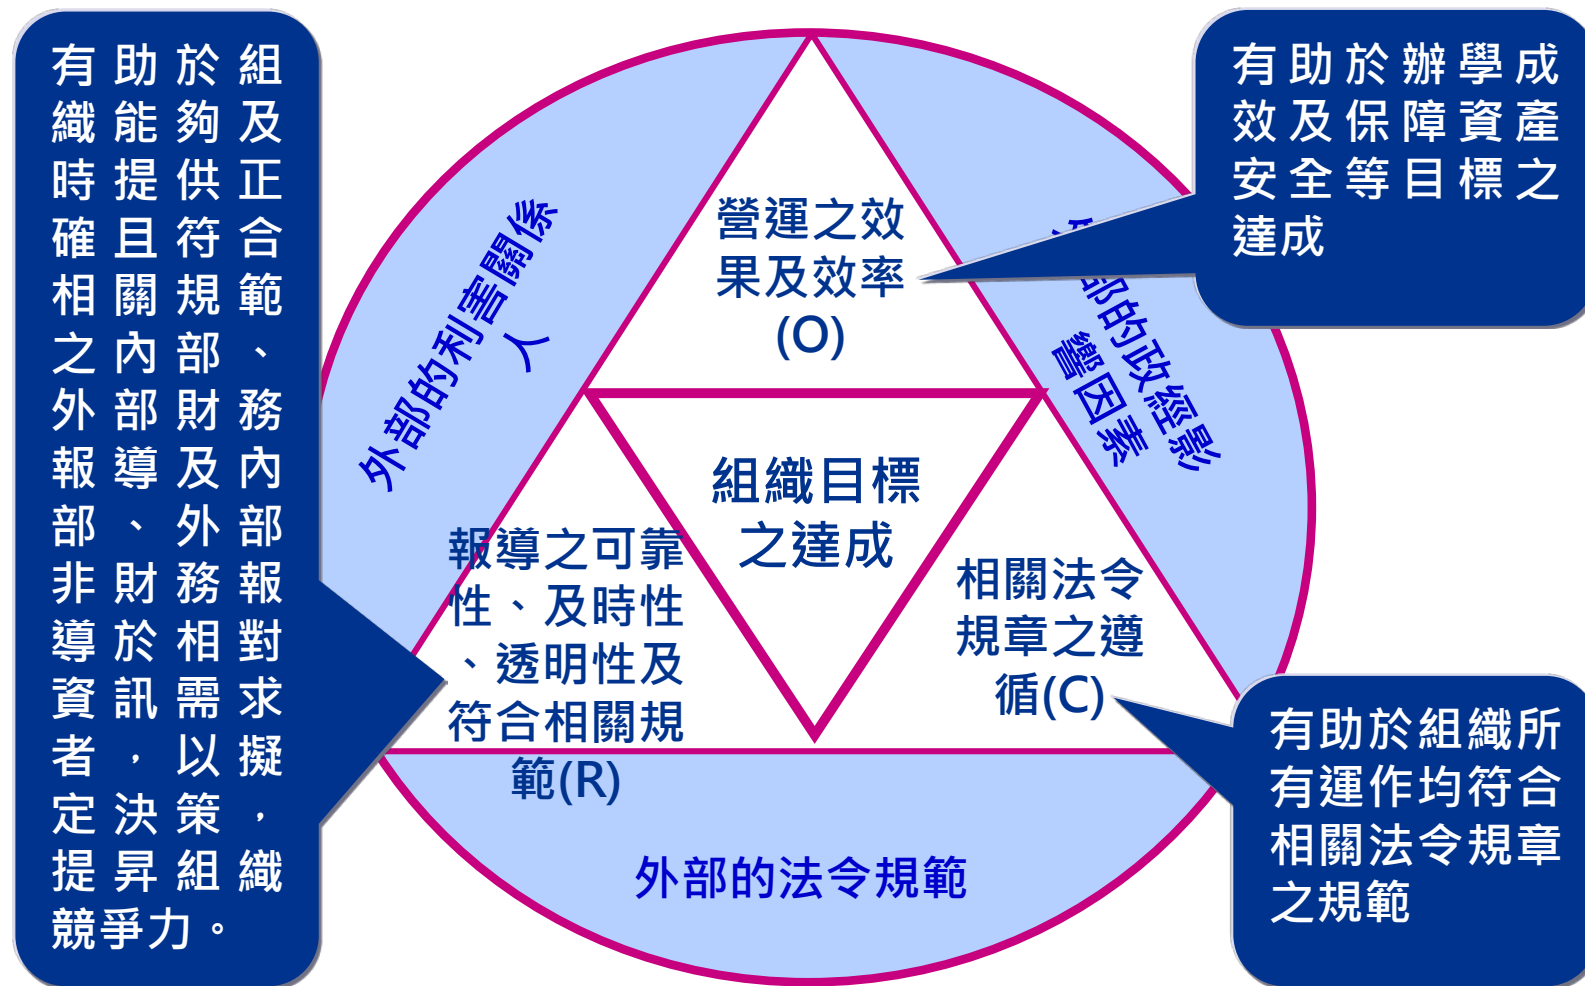 有助於組
織能夠及
時提供正
確且符合
相關規範
之內部、
外部財務
報導及內
部、外部
非財務報
導於相對
資訊需求
者，以擬
定決策，
提昇組織
競爭力。
有助於辦學成
效及保障資產
安全等目標之
達成
外部的利害關係
人
部的政經影
響因素
營運之效
果及效率
(O)
組織目標
之達成
報導之可靠
性、及時性
、透明性及
符合相關規
範(R)
相關法令
規章之遵
循(C)
有助於組織所
有運作均符合
相關法令規章
之規範
外部的法令規範